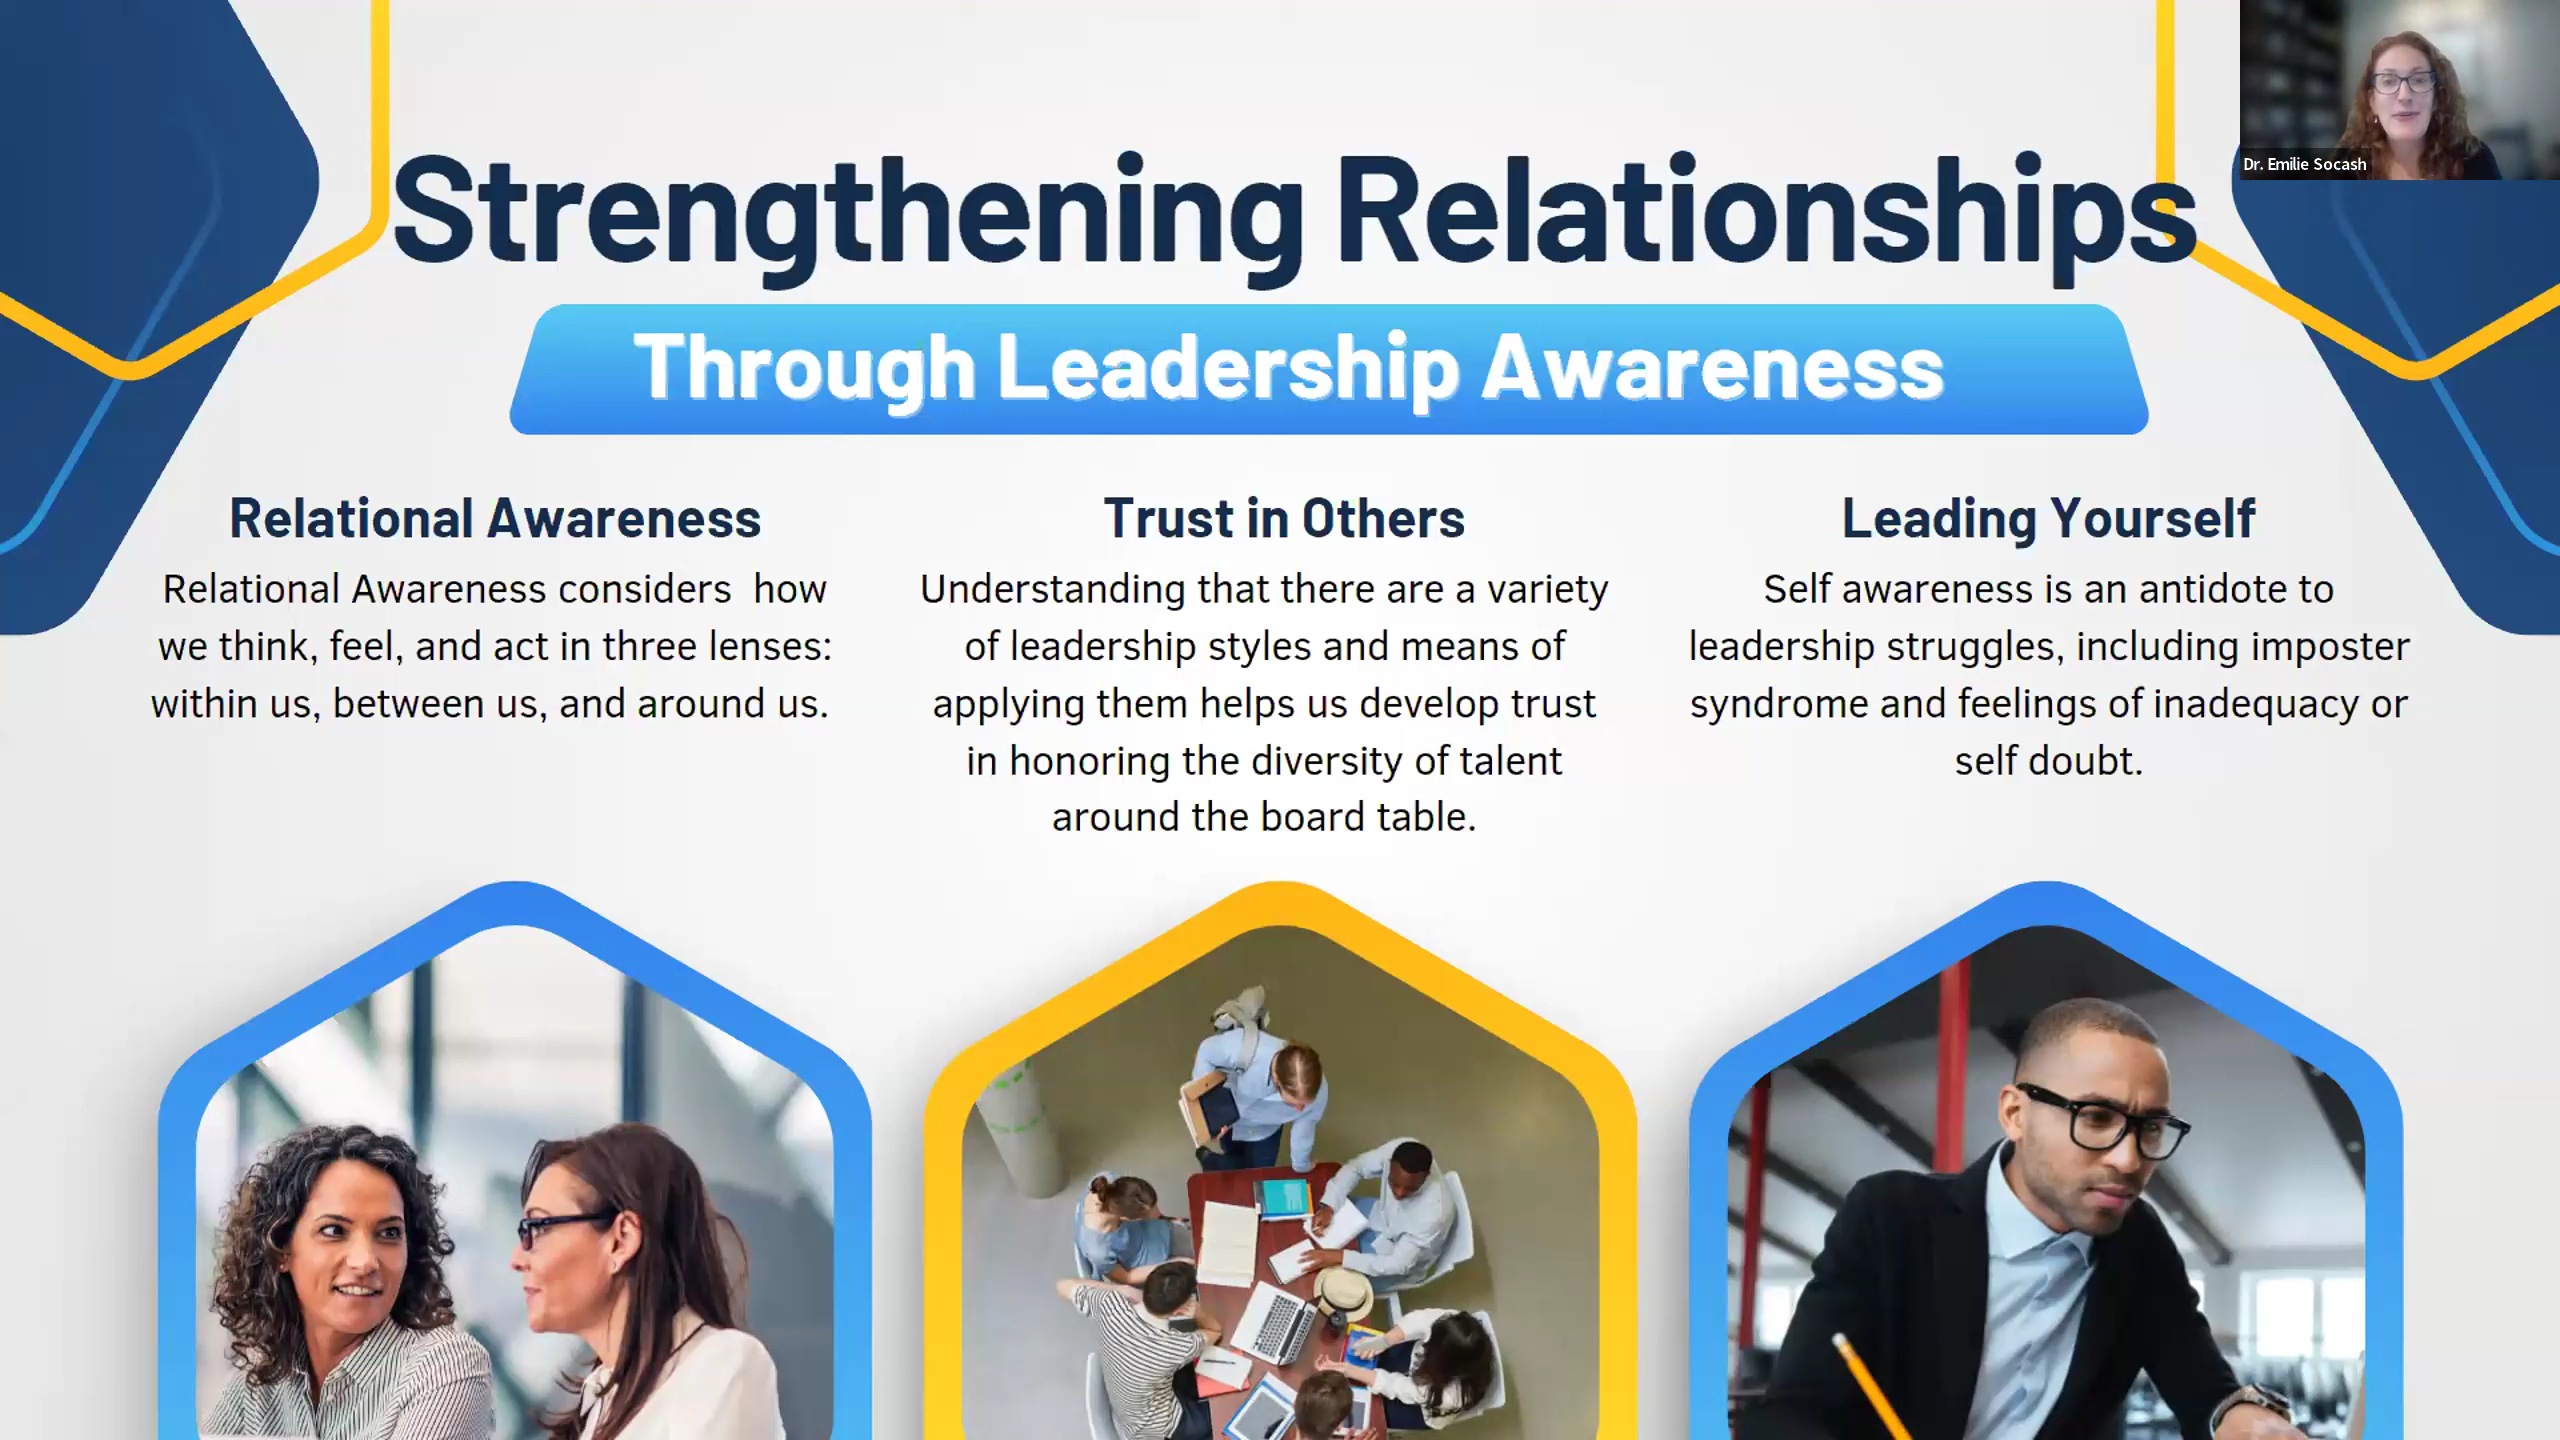 Dr. Emilie Socash
Strengthening Relationships
Through Leadership Awareness
Relational Awareness
Relational Awareness considers  how
we think, feel, and act in three lenses:
within us, between us, and around us.
Trust in Others
Understanding that there are a variety
of leadership styles and means of
applying them helps us develop trust
in honoring the diversity of talent
around the board table.
Leading Yourself
Self awareness is an antidote to
leadership struggles, including imposter
syndrome and feelings of inadequacy or
self doubt.